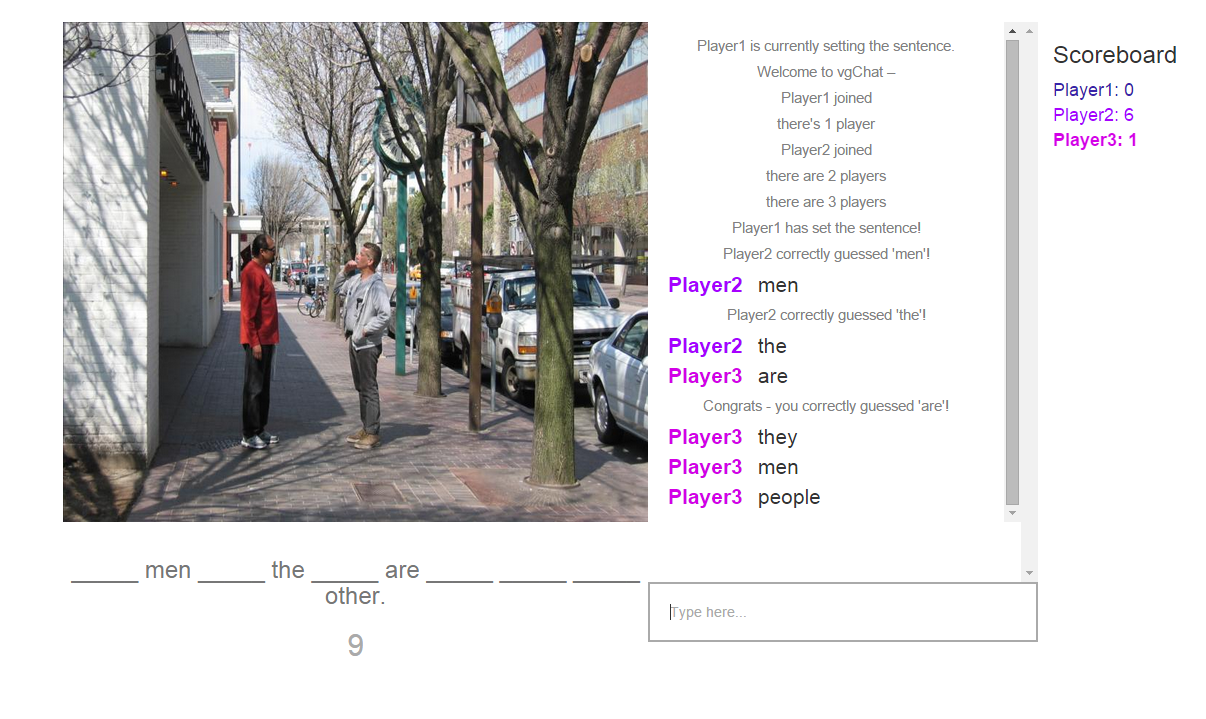 Player1 is currently setting the sentence.
Welcome to vgChat –
Player1 joined
there's 1 player
Player2 joined
there are 2 players
there are 3 players
Player1 has set the sentence!
Player2 correctly guessed 'men'!
Player2 men
Player2 correctly guessed 'the'!
Player2 the
Player3 are
Congrats - you correctly guessed 'are'!
Player3 they
Player3 men
Player3 people
Scoreboard
Player1: 0
Player2: 6
Player3: 1
_____ men _____ the _____ are _____ _____ _____
other.
9
Type here...